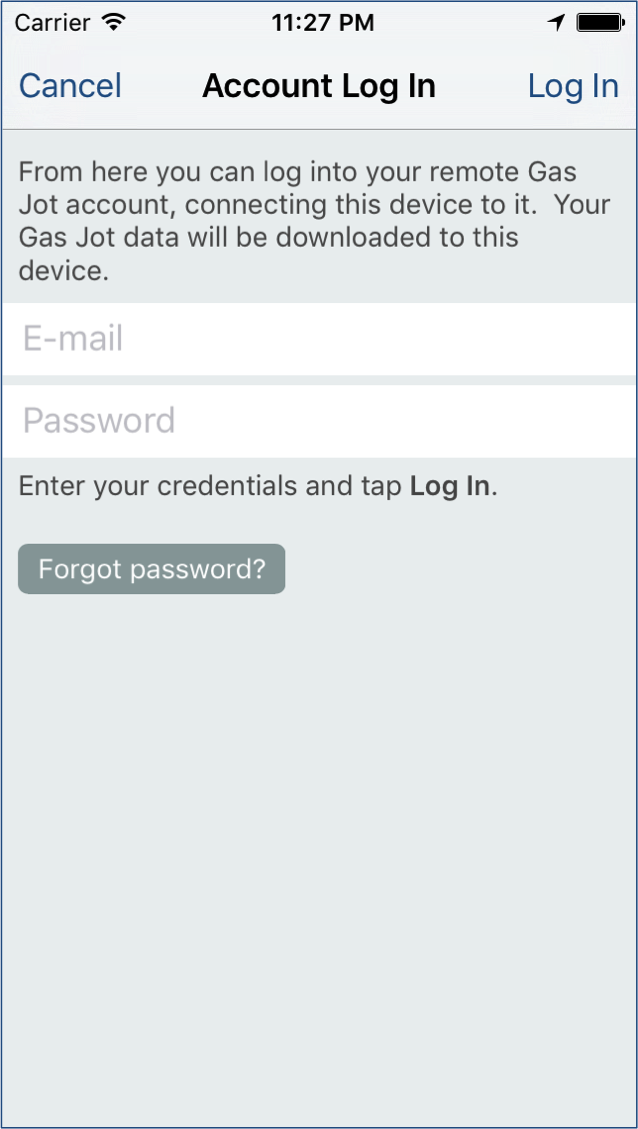 Carrier 11:27 PM
Cancel Account Log In Log In
From here you can log into your remote Gas
Jot account, connecting this device to it.  Your
Gas Jot data will be downloaded to this
device.
E-mail
Password
Enter your credentials and tap Log In.
Forgot password?